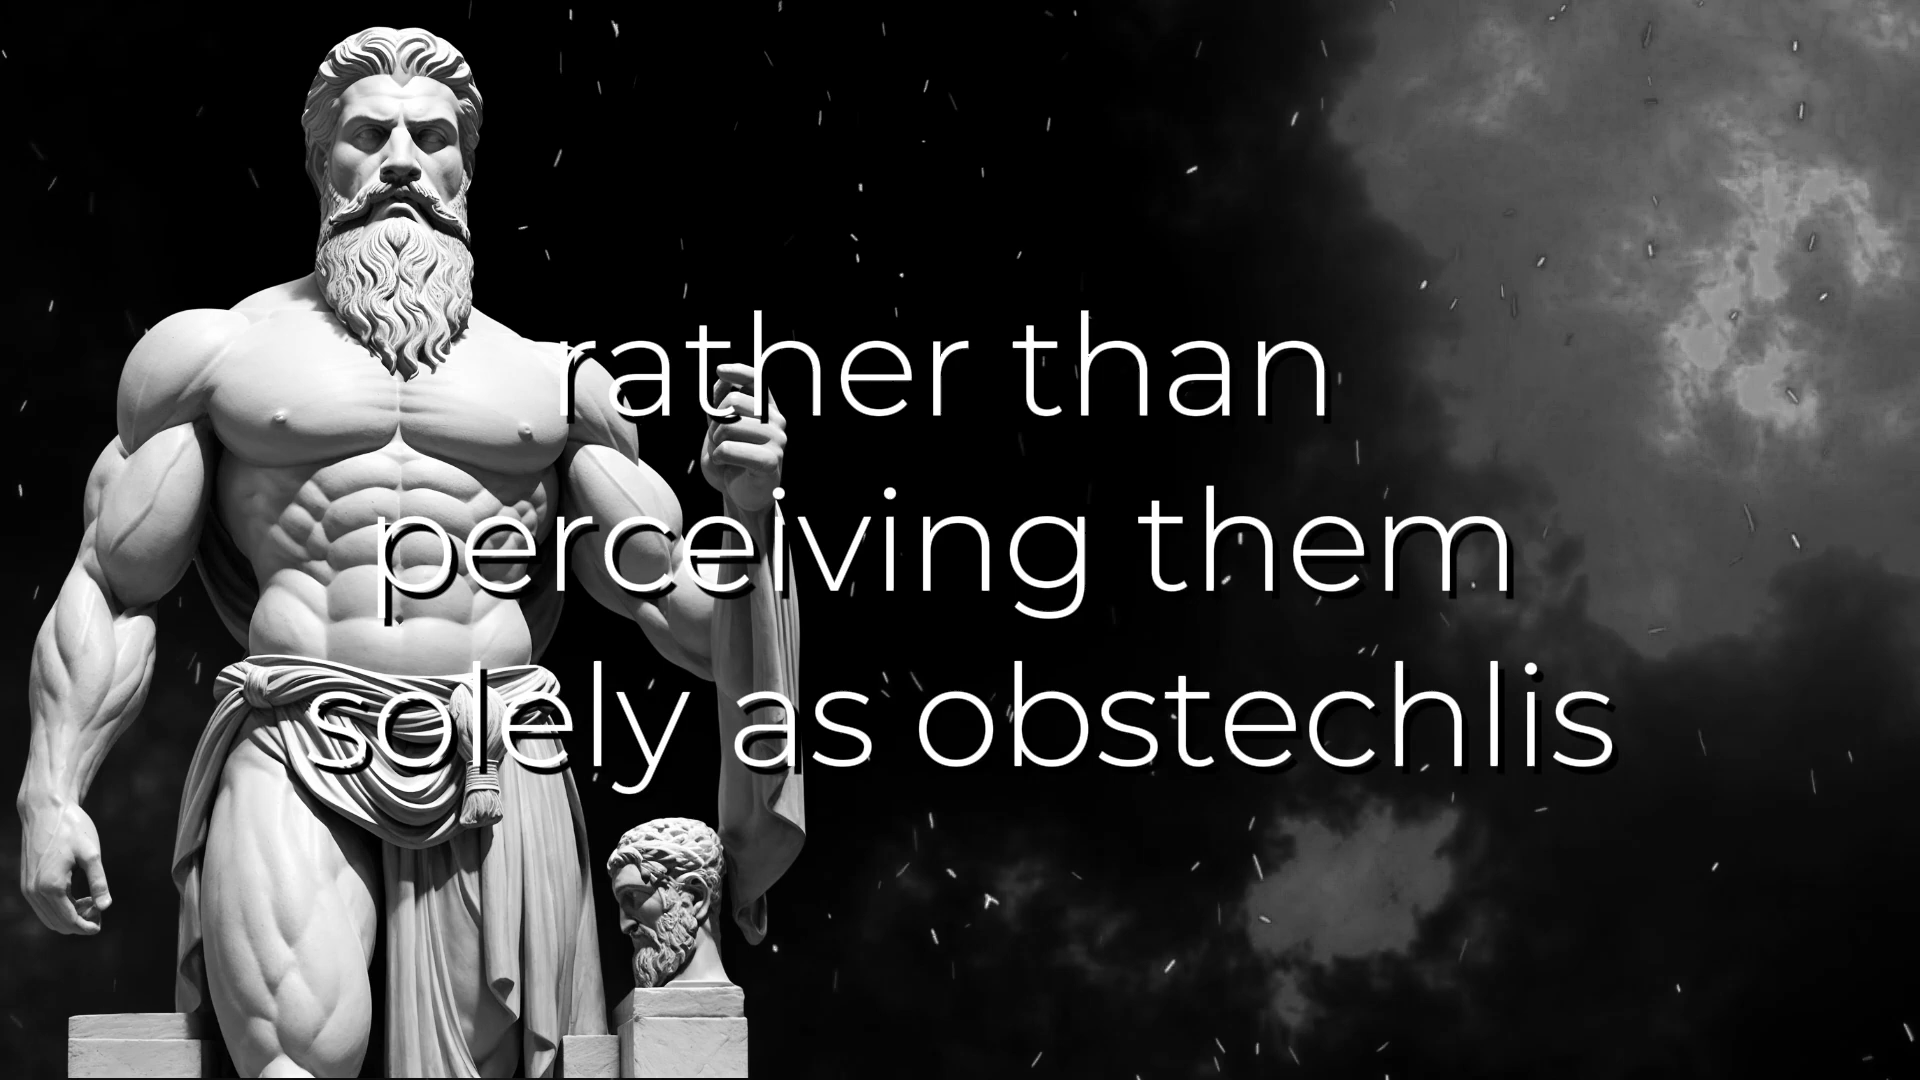 rather than
perceiving them
solely as obstechlis